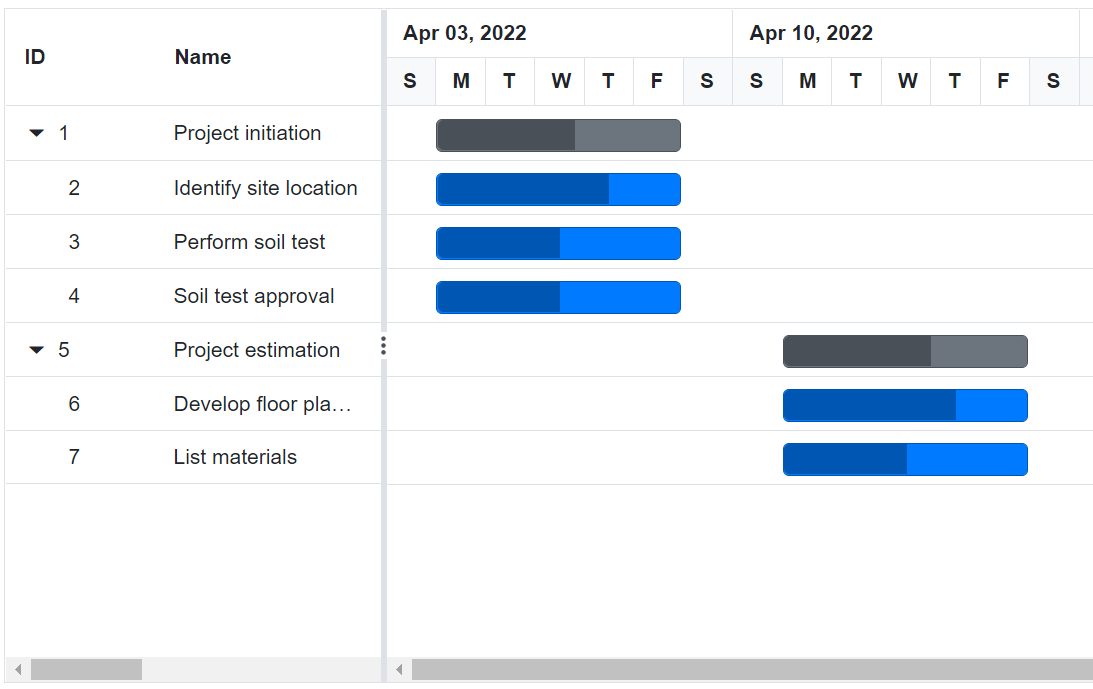 ID Name Apr 03, 2022 Apr 10, 2022
S M T W T F S S M T W T F S
1 Project initiation
2 Identify site location
3 Perform soil test
4 Soil test approval
5 Project estimation
6 Develop floor pla…
7 List materials